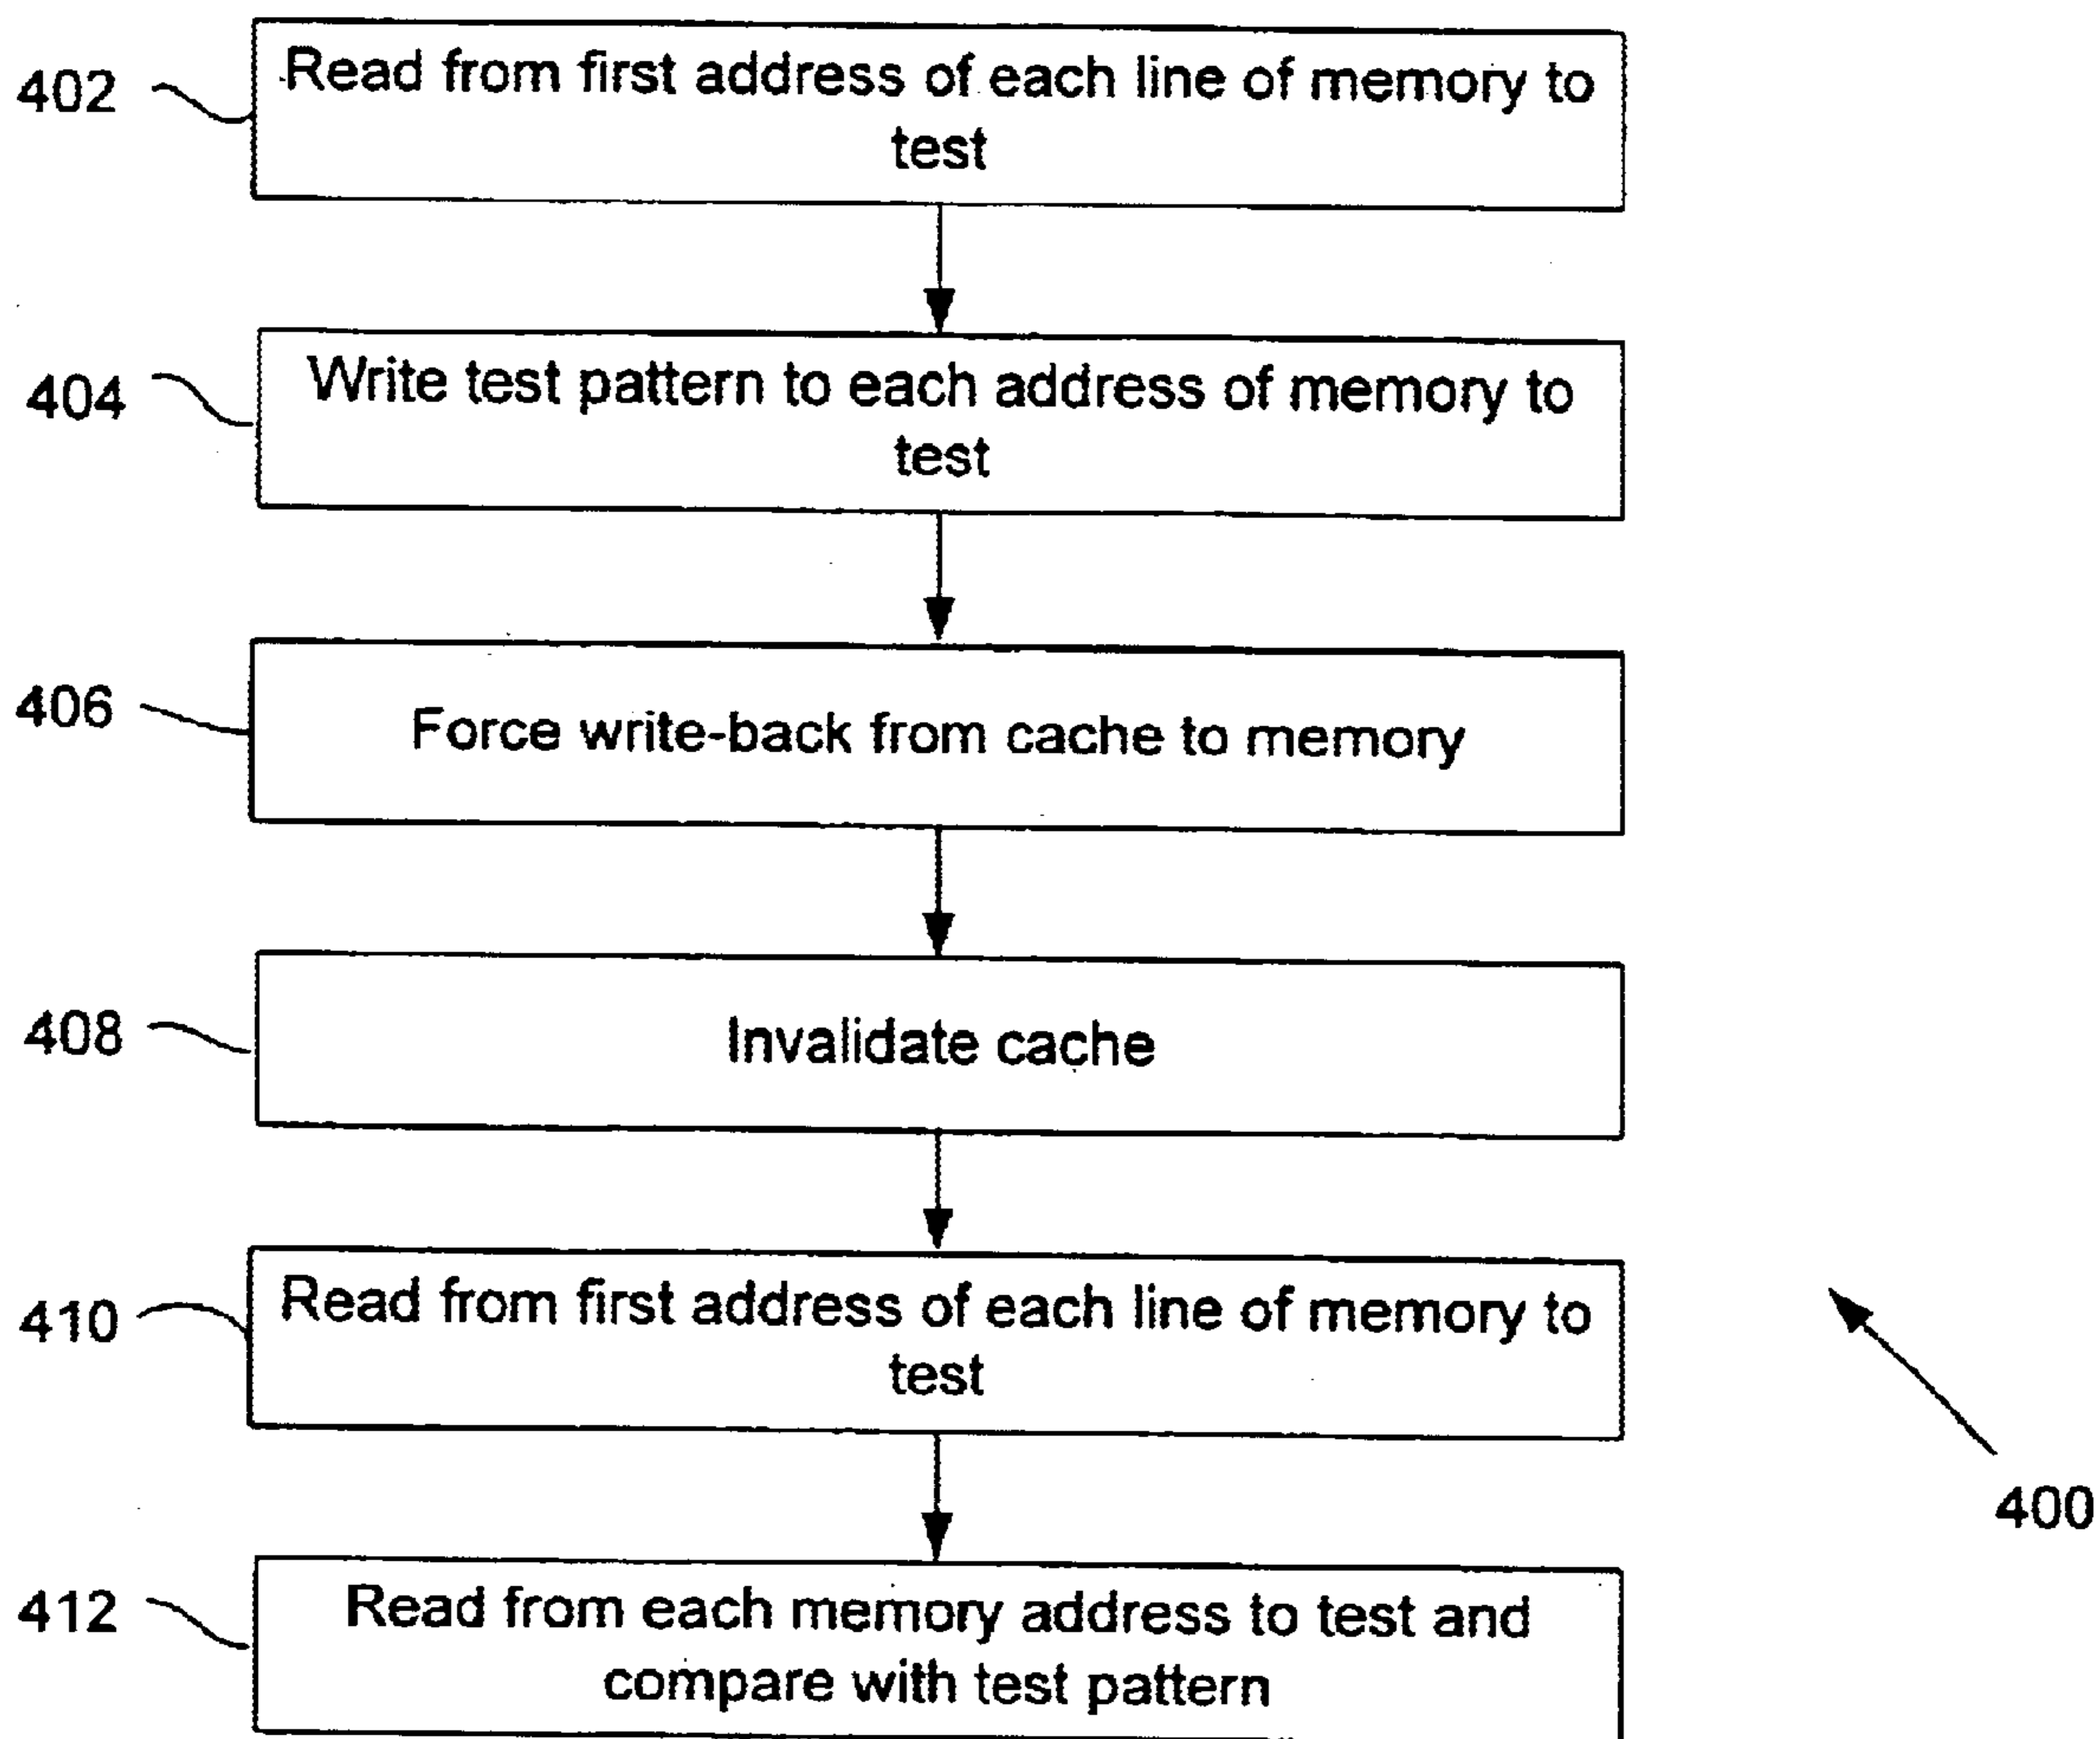 402
Read from first address of each line of memory to
test
404
Write test pattern to each address of memory to
test
406
Force write-back from cache to memory
408
Invalidate cache
410
Read from first address of each line of memory to
test
400
412
Read from each memory address to test and
compare with test pattern